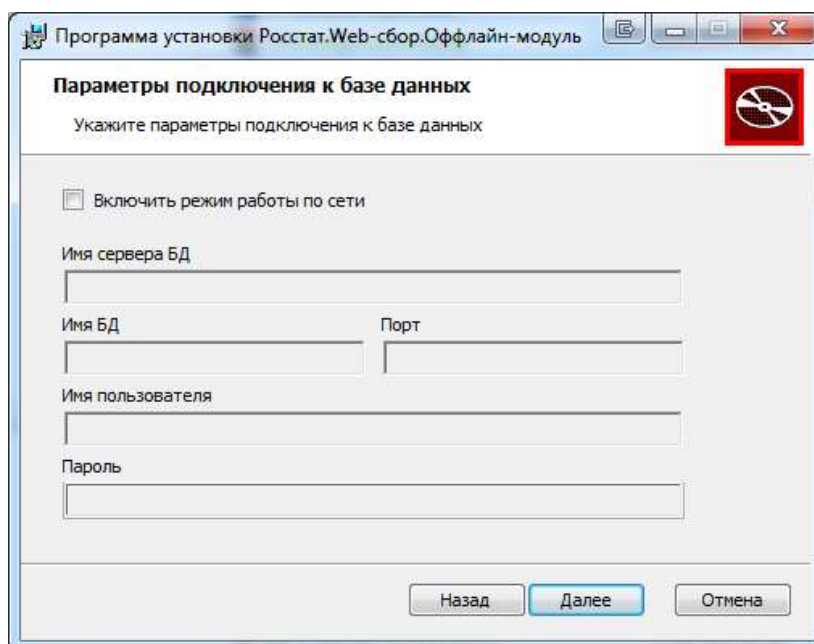 Программа установки Росстат.Web-сбор.Оффлайн-модуль
Параметры подключения к базе данных
Укажите параметры подключения к базе данных
Включить режим работы по сети
Имя сервера БД
Имя БД Порт
Имя пользователя
Пароль
Назад Далее Отмена